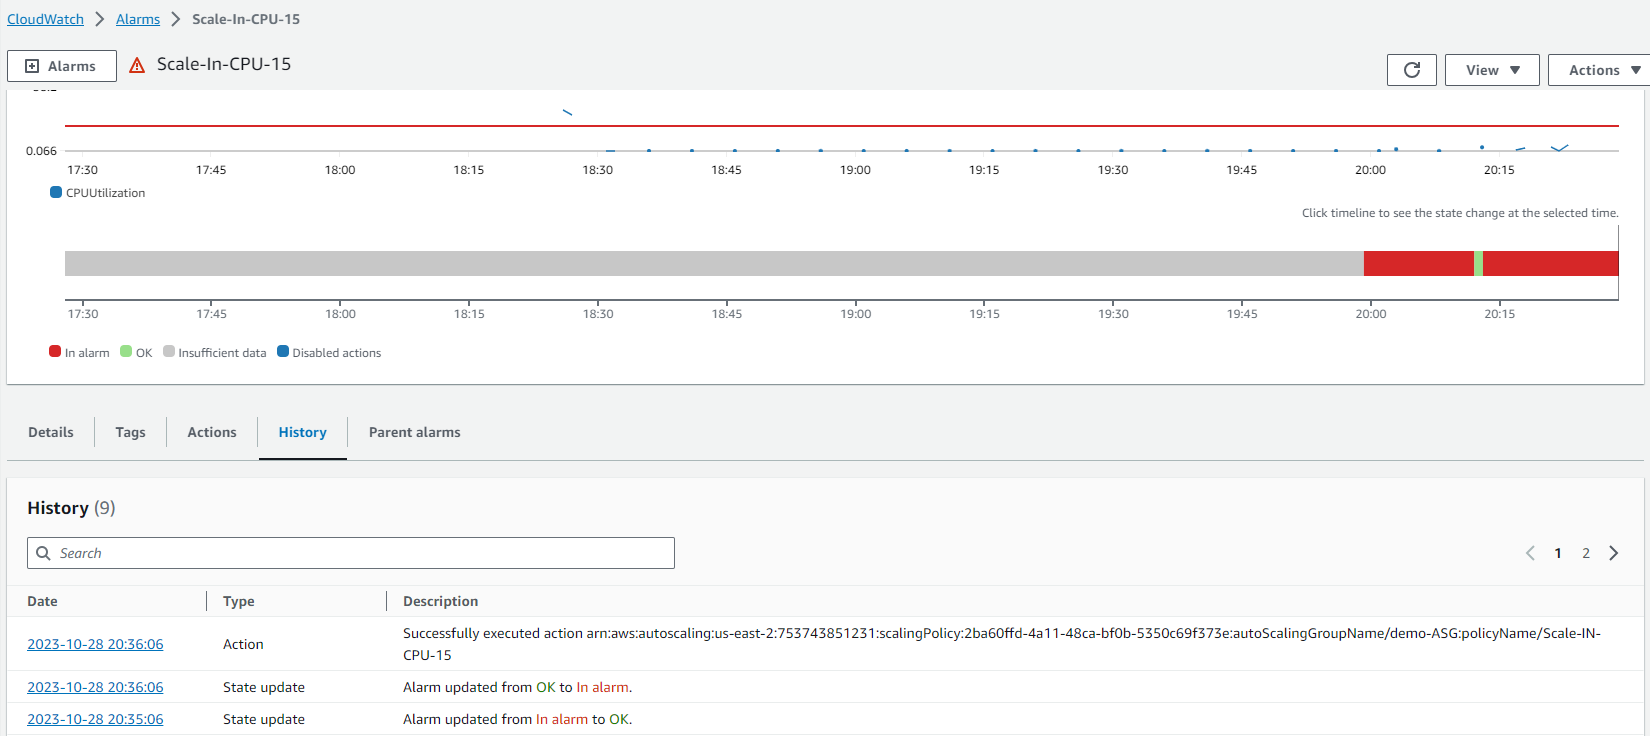 CloudWatch > Alarms > Scale-In-CPU-15
Alarms Scale-In-CPU-15
View Actions
0.066
17:30 17:45 18:00 18:15 18:30 18:45 19:00 19:15 19:30 19:45 20:00 20:15
CPUUtilization
Click timeline to see the state change at the selected time.
17:30 17:45 18:00 18:15 18:30 18:45 19:00 19:15 19:30 19:45 20:00 20:15
In alarm OK Insufficient data Disabled actions
Details Tags Actions History Parent alarms
History (9)
Search
1 2
Date Type Description
2023-10-28 20:36:06 Action Successfully executed action arn:aws:autoscaling:us-east-2:753743851231:scalingPolicy:2ba60ffd-4a11-48ca-bf0b-5350c69f373e:autoScalingGroupName/demo-ASG:policyName/Scale-IN-
CPU-15
2023-10-28 20:36:06 State update Alarm updated from OK to In alarm.
2023-10-28 20:35:06 State update Alarm updated from In alarm to OK.